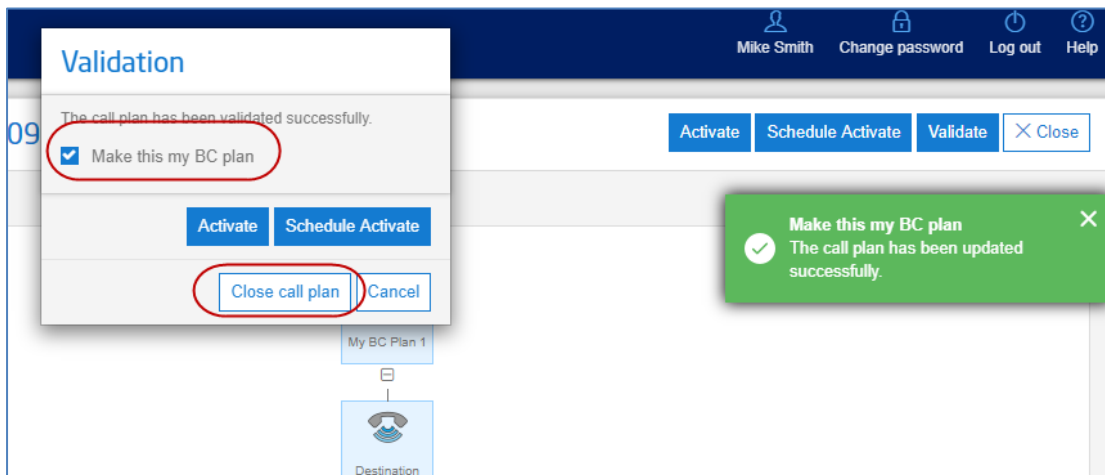 Mike Smith Change password Log out Help
Validation
The call plan has been validated successfully.
Make this my BC plan
Activate Schedule Activate
Close call plan Cancel
09
Activate Schedule Activate Validate Close
Make this my BC plan
The call plan has been updated
successfully.
My BC Plan 1
Destination